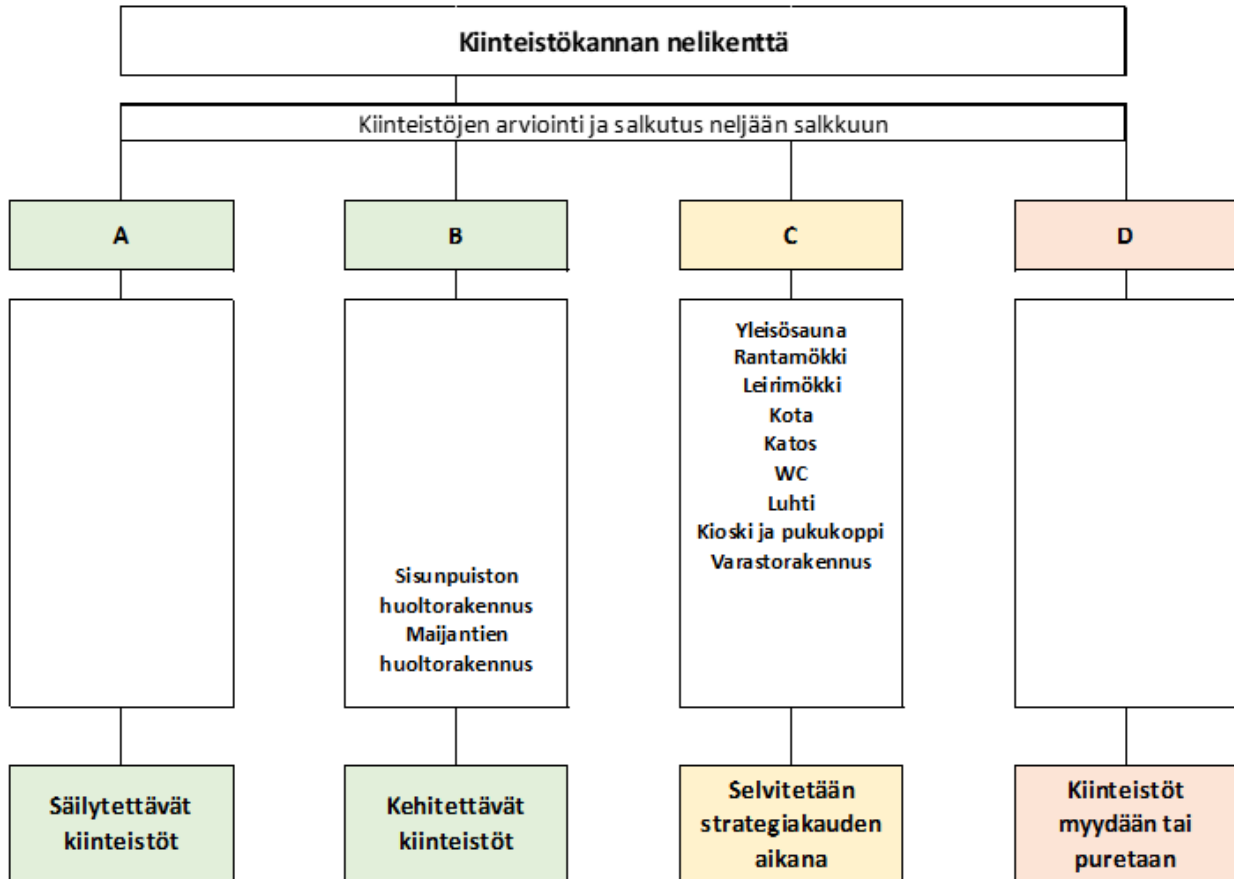 Kiinteistökannan nelikenttä
Kiinteistöjen arviointi ja salkutus neljään salkkuun
A
B
C
D
Sisunpuiston
huoltorakennus
Maijantien
huoltorakennus
Yleisösauna
Rantamökki
Leirimökki
Kota
Katos
WC
Luhti
Kioski ja pukukoppi
Varastorakennus
Säilytettävät
kiinteistöt
Kehitettävät
kiinteistöt
Selvitetään
strategiakauden
aikana
Kiinteistöt
myydään tai
puretaan